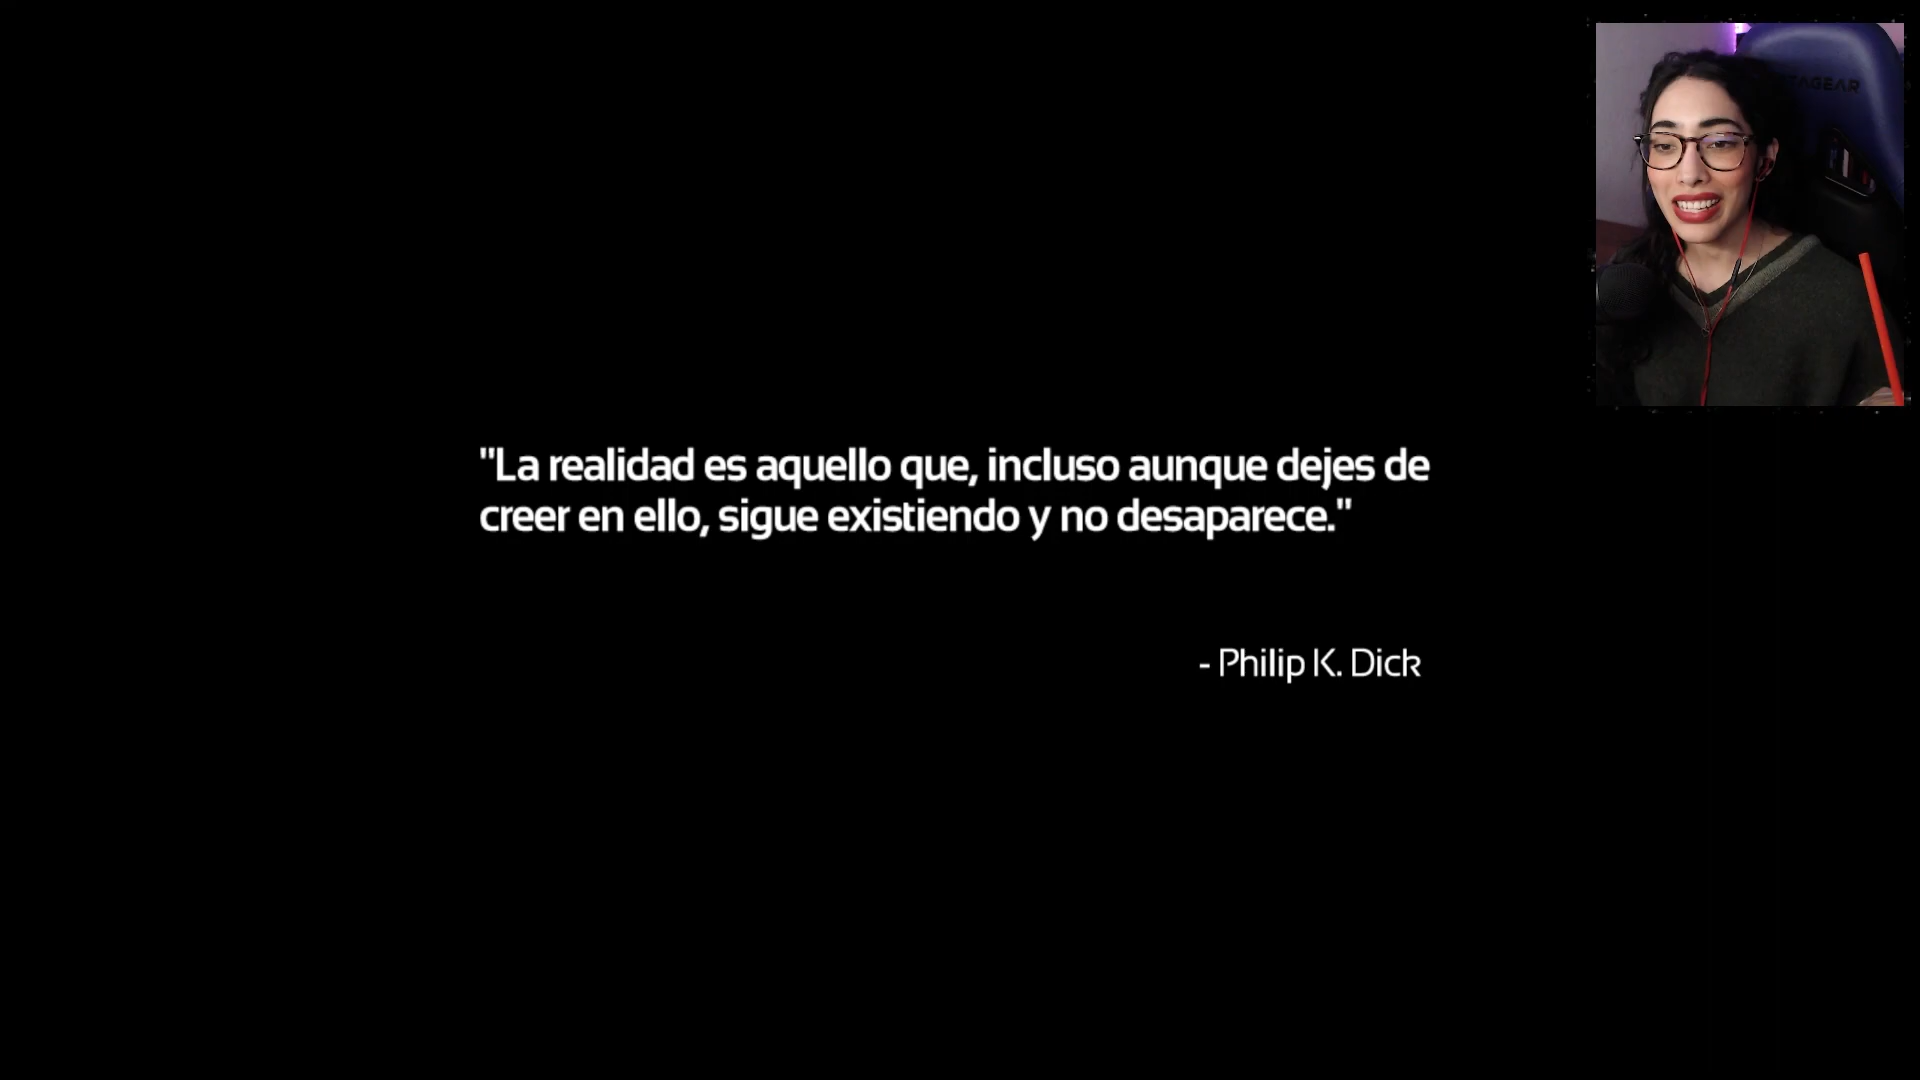 "La realidad es aquello que, incluso aunque dejes de
creer en ello, sigue existiendo y no desaparece."
- Philip K. Dick